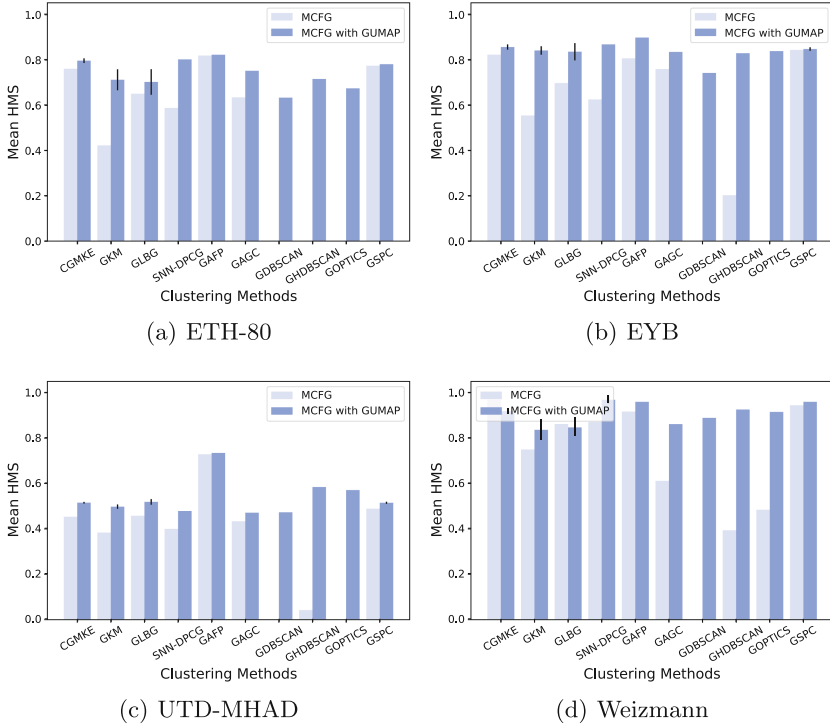 MCFG
MCFG with GUMAP
Mean HMS
1.0
0.8
0.6
0.4
0.2
0.0
CGMKE
GKM
GLBG
SNN-DPCG
GAFP
GAGC
GDBSCAN
GHDBSCAN
GOPTICS
GSPC
Clustering Methods
(a) ETH-80
MCFG
MCFG with GUMAP
Mean HMS
1.0
0.8
0.6
0.4
0.2
0.0
CGMKE
GKM
GLBG
SNN-DPCG
GAFP
GAGC
GDBSCAN
GHDBSCAN
GOPTICS
GSPC
Clustering Methods
(b) EYB
MCFG
MCFG with GUMAP
Mean HMS
1.0
0.8
0.6
0.4
0.2
0.0
CGMKE
GKM
GLBG
SNN-DPCG
GAFP
GAGC
GDBSCAN
GHDBSCAN
GOPTICS
GSPC
Clustering Methods
(c) UTD-MHAD
MCFG
MCFG with GUMAP
Mean HMS
1.0
0.8
0.6
0.4
0.2
0.0
CGMKE
GKM
GLBG
SNN-DPCG
GAFP
GAGC
GDBSCAN
GHDBSCAN
GOPTICS
GSPC
Clustering Methods
(d) Weizmann